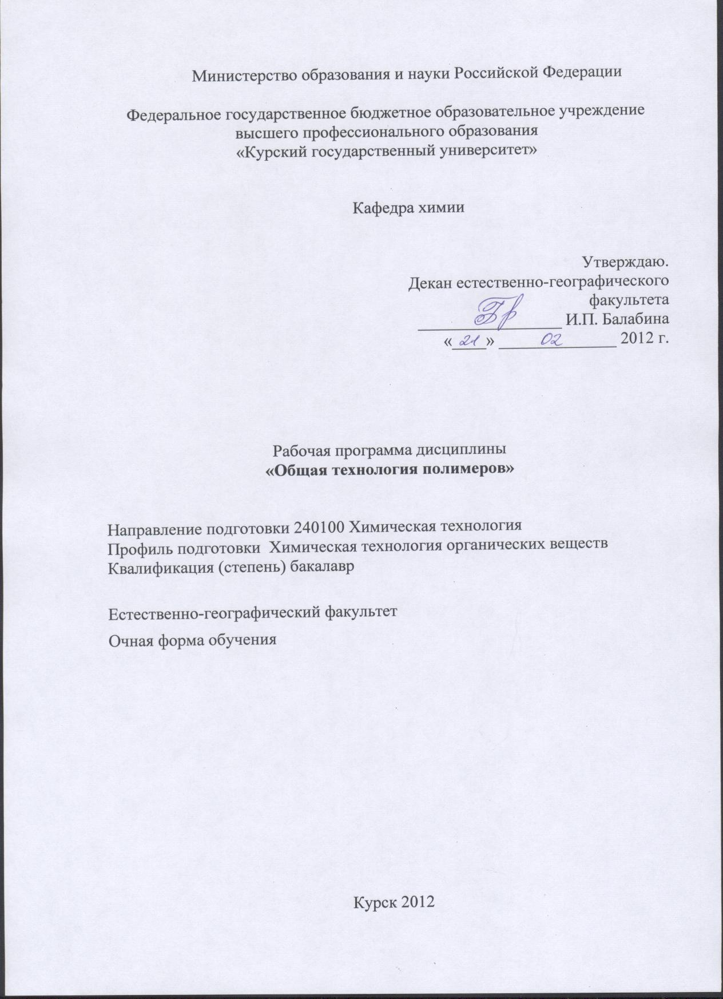 Министерство образования и науки Российской Федерации
Федеральное государственное бюджетное образовательное учреждение
высшего профессионального образования
«Курский государственный университет»
Кафедра химии
Утверждаю.
Декан естественно-географического
факультета
И.П. Балабина
« 21 » 02 2012 г.
Рабочая программа дисциплины
«Общая технология полимеров»
Направление подготовки 240100 Химическая технология
Профиль подготовки  Химическая технология органических веществ
Квалификация (степень) бакалавр
Естественно-географический факультет
Очная форма обучения
Курск 2012